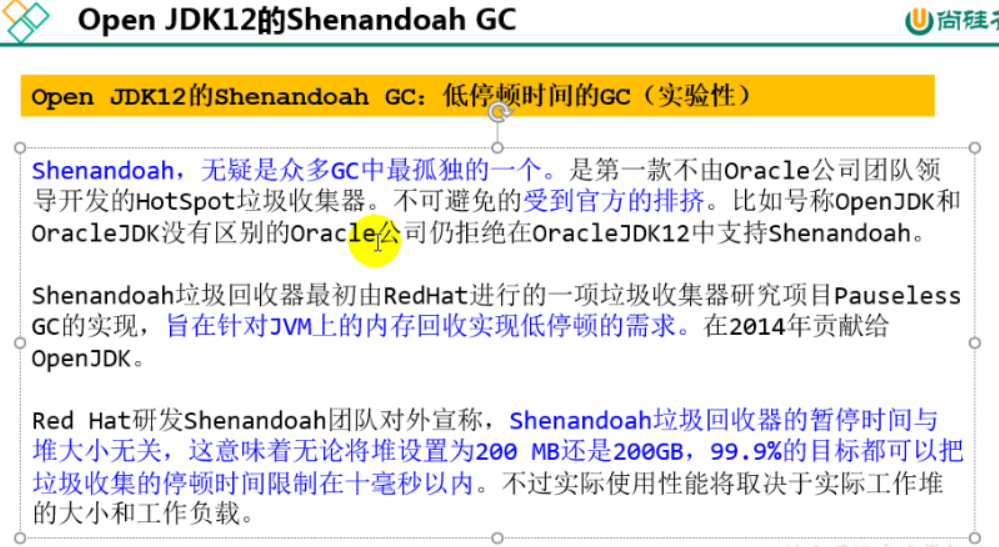 Open JDK12的Shenandoah GC
尚硅谷
Open JDK12的Shenandoah GC：低停顿时间的GC（实验性）
Shenandoah，无疑是众多GC中最孤独的一个。是第一款不由Oracle公司团队领
导开发的HotSpot垃圾收集器。不可避免的受到官方的排挤。比如号称OpenJDK和
OracleJDK没有区别的Oracle公司仍拒绝在OracleJDK12中支持Shenandoah。
Shenandoah垃圾回收器最初由RedHat进行的一项垃圾收集器研究项目Pauseless
GC的实现，旨在针对JVM上的内存回收实现低停顿的需求。在2014年贡献给
OpenJDK。
Red Hat研发Shenandoah团队对外宣称，Shenandoah垃圾回收器的暂停时间与
堆大小无关，这意味着无论将堆设置为200 MB还是200GB，99.9%的目标都可以把
垃圾收集的停顿时间限制在十毫秒以内。不过实际使用性能将取决于实际工作堆
的大小和工作负载。